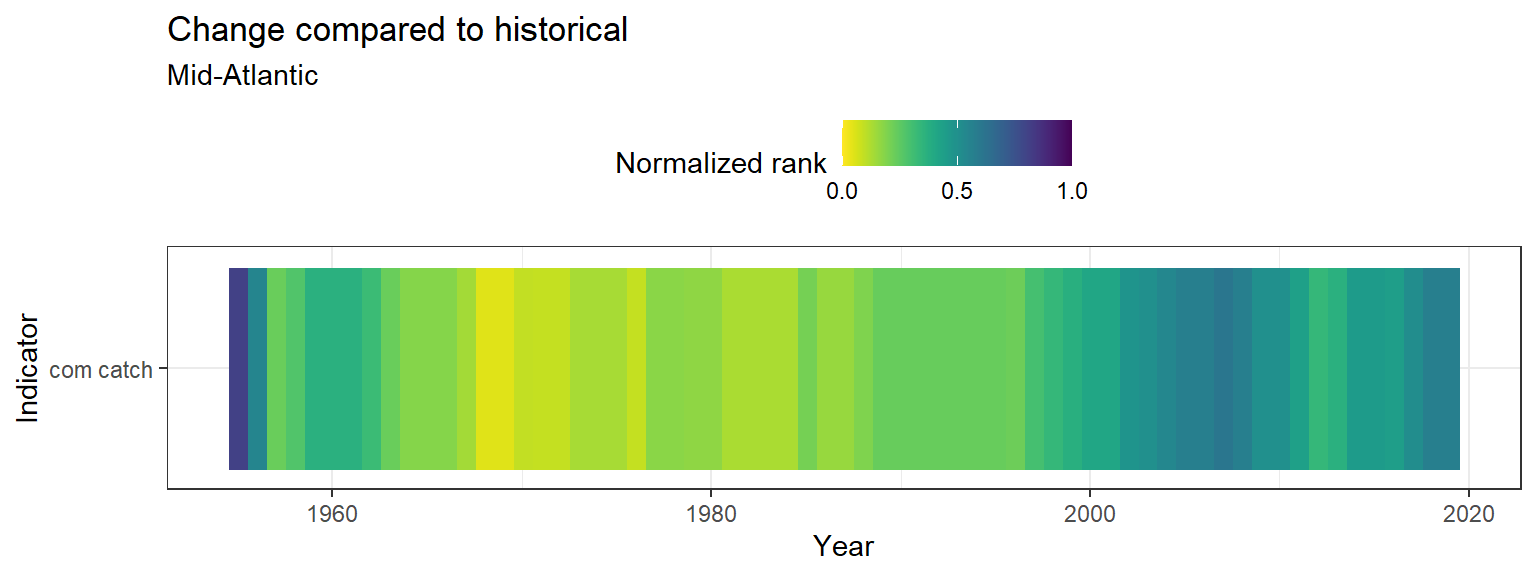 Change compared to historical
Mid-Atlantic
Normalized rank
0.0 0.5 1.0
Indicator
com catch
1960 1980 2000 2020
Year